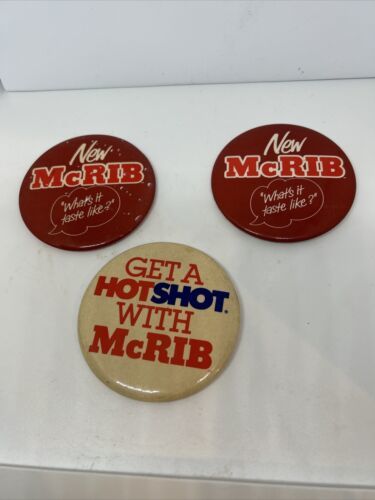 New
McRIB
"What's it
taste like?"
New
McRIB
"What's it
taste like?"
GET A
HOTSHOT®
WITH
McRIB